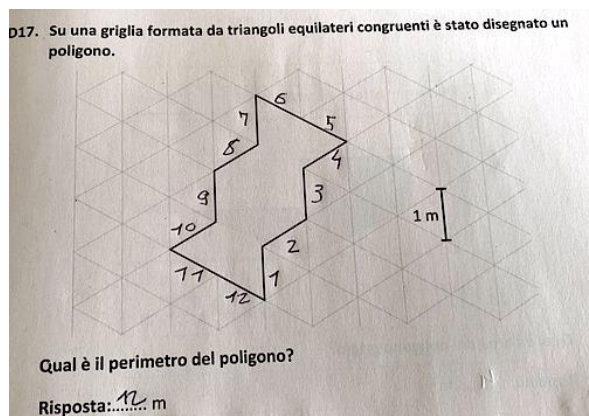 D17. Su una griglia formata da triangoli equilateri congruenti è stato disegnato un
poligono.
6
7
5
8
4
9
3
1 m
10
2
11
1
12
Qual è il perimetro del poligono?
Risposta:..12.. m